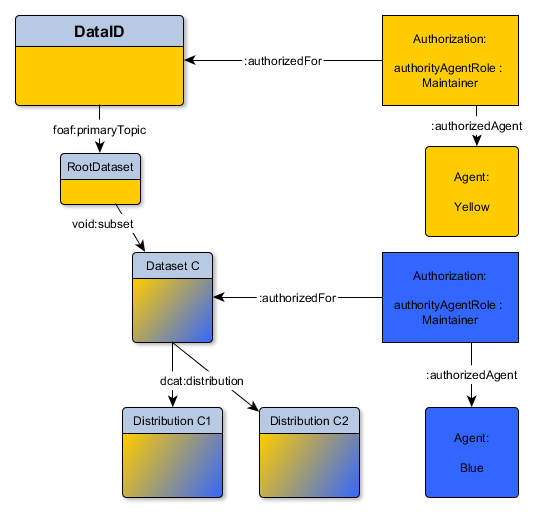 DataID
Authorization:
authorityAgentRole :
Maintainer
:authorizedFor
foaf:primaryTopic
:authorizedAgent
RootDataset
Agent:
Yellow
void:subset
Dataset C
Authorization:
authorityAgentRole :
Maintainer
:authorizedFor
dcat:distribution
:authorizedAgent
Distribution C1
Distribution C2
Agent:
Blue